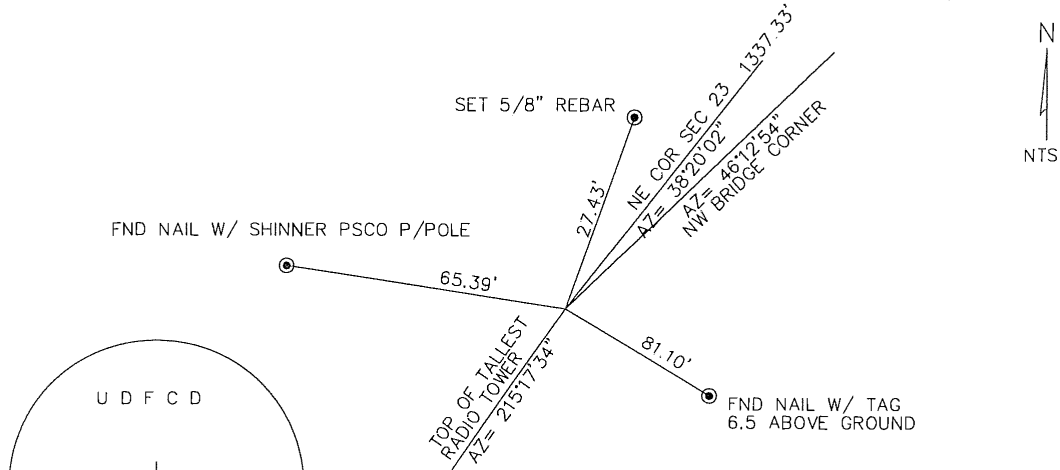 N
NTS
SET 5/8" REBAR
NE COR SEC 23 1337.33'
AZ= 38°20'02"
AZ= 46°12'54"
NW BRIDGE CORNER
27.43'
FND NAIL W/ SHINNER PSCO P/POLE
65.39'
81.10'
TOP OF TALLEST
RADIO TOWER
AZ= 215°17'34"
FND NAIL W/ TAG
6.5 ABOVE GROUND
U D F C D